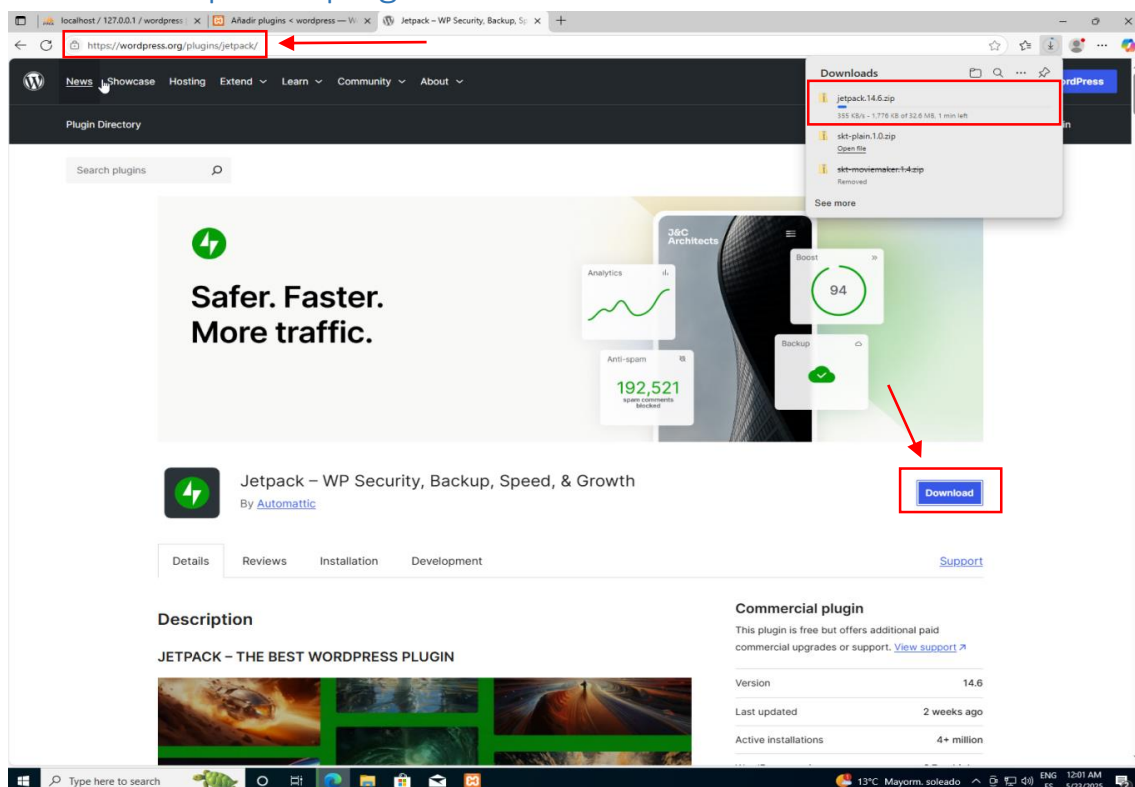 localhost / 127.0.0.1 / wordpress
Añadir plugins < wordpress — W
Jetpack – WP Security, Backup, Sp
https://wordpress.org/plugins/jetpack/
News Showcase Hosting Extend Learn Community About
Plugin Directory
Search plugins
Downloads
jetpack.14.6.zip
355 KB/s - 1,776 KB of 32.6 MB, 1 min left
skt-plain.1.0.zip
Open file
skt-moviemaker.1.4.zip
Removed
See more
Safer. Faster.
More traffic.
J&C
Architects
Analytics
Boost
94
Anti-spam
192,521
spam comments
blocked
Backup
Jetpack – WP Security, Backup, Speed, & Growth
By Automattic
Download
Details Reviews Installation Development
Support
Description
JETPACK – THE BEST WORDPRESS PLUGIN
Commercial plugin
This plugin is free but offers additional paid
commercial upgrades or support. View support
Version 14.6
Last updated 2 weeks ago
Active installations 4+ million
Type here to search
13°C Mayorm. soleado
ENG
ES
12:01 AM
5/23/2025